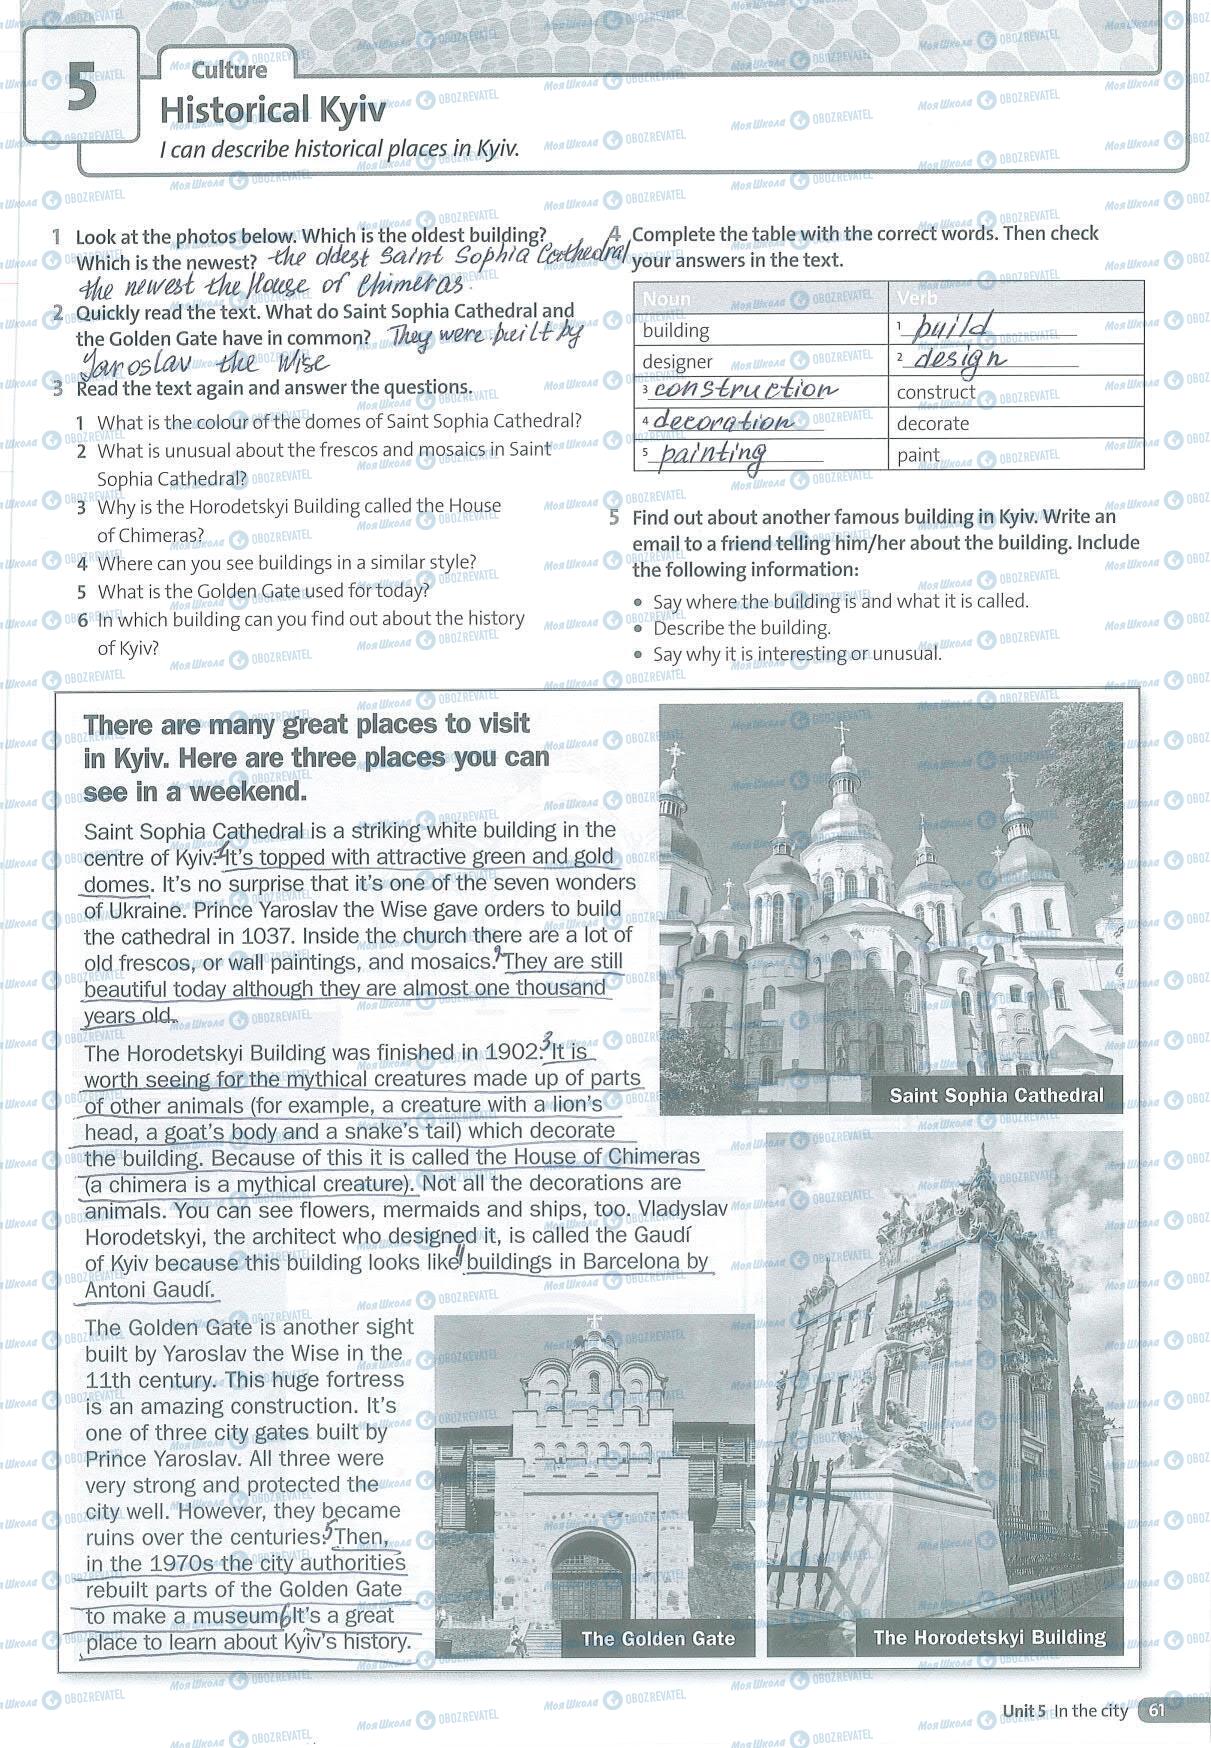 5
Culture
Historical Kyiv
I can describe historical places in Kyiv.
1 Look at the photos below. Which is the oldest building?
Which is the newest? the oldest Saint Sophia Cathedral
the newest the House of Chimeras.
2 Quickly read the text. What do Saint Sophia Cathedral and
the Golden Gate have in common? They were built by
Yaroslav the Wise
3 Read the text again and answer the questions.
1 What is the colour of the domes of Saint Sophia Cathedral?
2 What is unusual about the frescos and mosaics in Saint
Sophia Cathedral?
3 Why is the Horodetskyi Building called the House
of Chimeras?
4 Where can you see buildings in a similar style?
5 What is the Golden Gate used for today?
6 In which building can you find out about the history
of Kyiv?
4 Complete the table with the correct words. Then check
your answers in the text.
Noun Verb
building 1 build
designer 2 design
3 construction construct
4 decoration decorate
5 painting paint
5 Find out about another famous building in Kyiv. Write an
email to a friend telling him/her about the building. Include
the following information:
• Say where the building is and what it is called.
• Describe the building.
• Say why it is interesting or unusual.
There are many great places to visit
in Kyiv. Here are three places you can
see in a weekend.
Saint Sophia Cathedral is a striking white building in the
centre of Kyiv. 1 It's topped with attractive green and gold
domes. It's no surprise that it's one of the seven wonders
of Ukraine. Prince Yaroslav the Wise gave orders to build
the cathedral in 1037. Inside the church there are a lot of
old frescos, or wall paintings, and mosaics. 2 They are still
beautiful today although they are almost one thousand
years old.
The Horodetskyi Building was finished in 1902. 3 It is
worth seeing for the mythical creatures made up of parts
of other animals (for example, a creature with a lion's
head, a goat's body and a snake's tail) which decorate
the building. Because of this it is called the House of Chimeras
(a chimera is a mythical creature). Not all the decorations are
animals. You can see flowers, mermaids and ships, too. Vladyslav
Horodetskyi, the architect who designed it, is called the Gaudí
of Kyiv because this building looks like 4 buildings in Barcelona by
Antoni Gaudí.
The Golden Gate is another sight
built by Yaroslav the Wise in the
11th century. This huge fortress
is an amazing construction. It's
one of three city gates built by
Prince Yaroslav. All three were
very strong and protected the
city well. However, they became
ruins over the centuries. 5 Then,
in the 1970s the city authorities
rebuilt parts of the Golden Gate
to make a museum. 6 It's a great
place to learn about Kyiv's history.
Saint Sophia Cathedral
The Golden Gate
The Horodetskyi Building
Unit 5 In the city 61
Моя Школа OBOZREVATEL